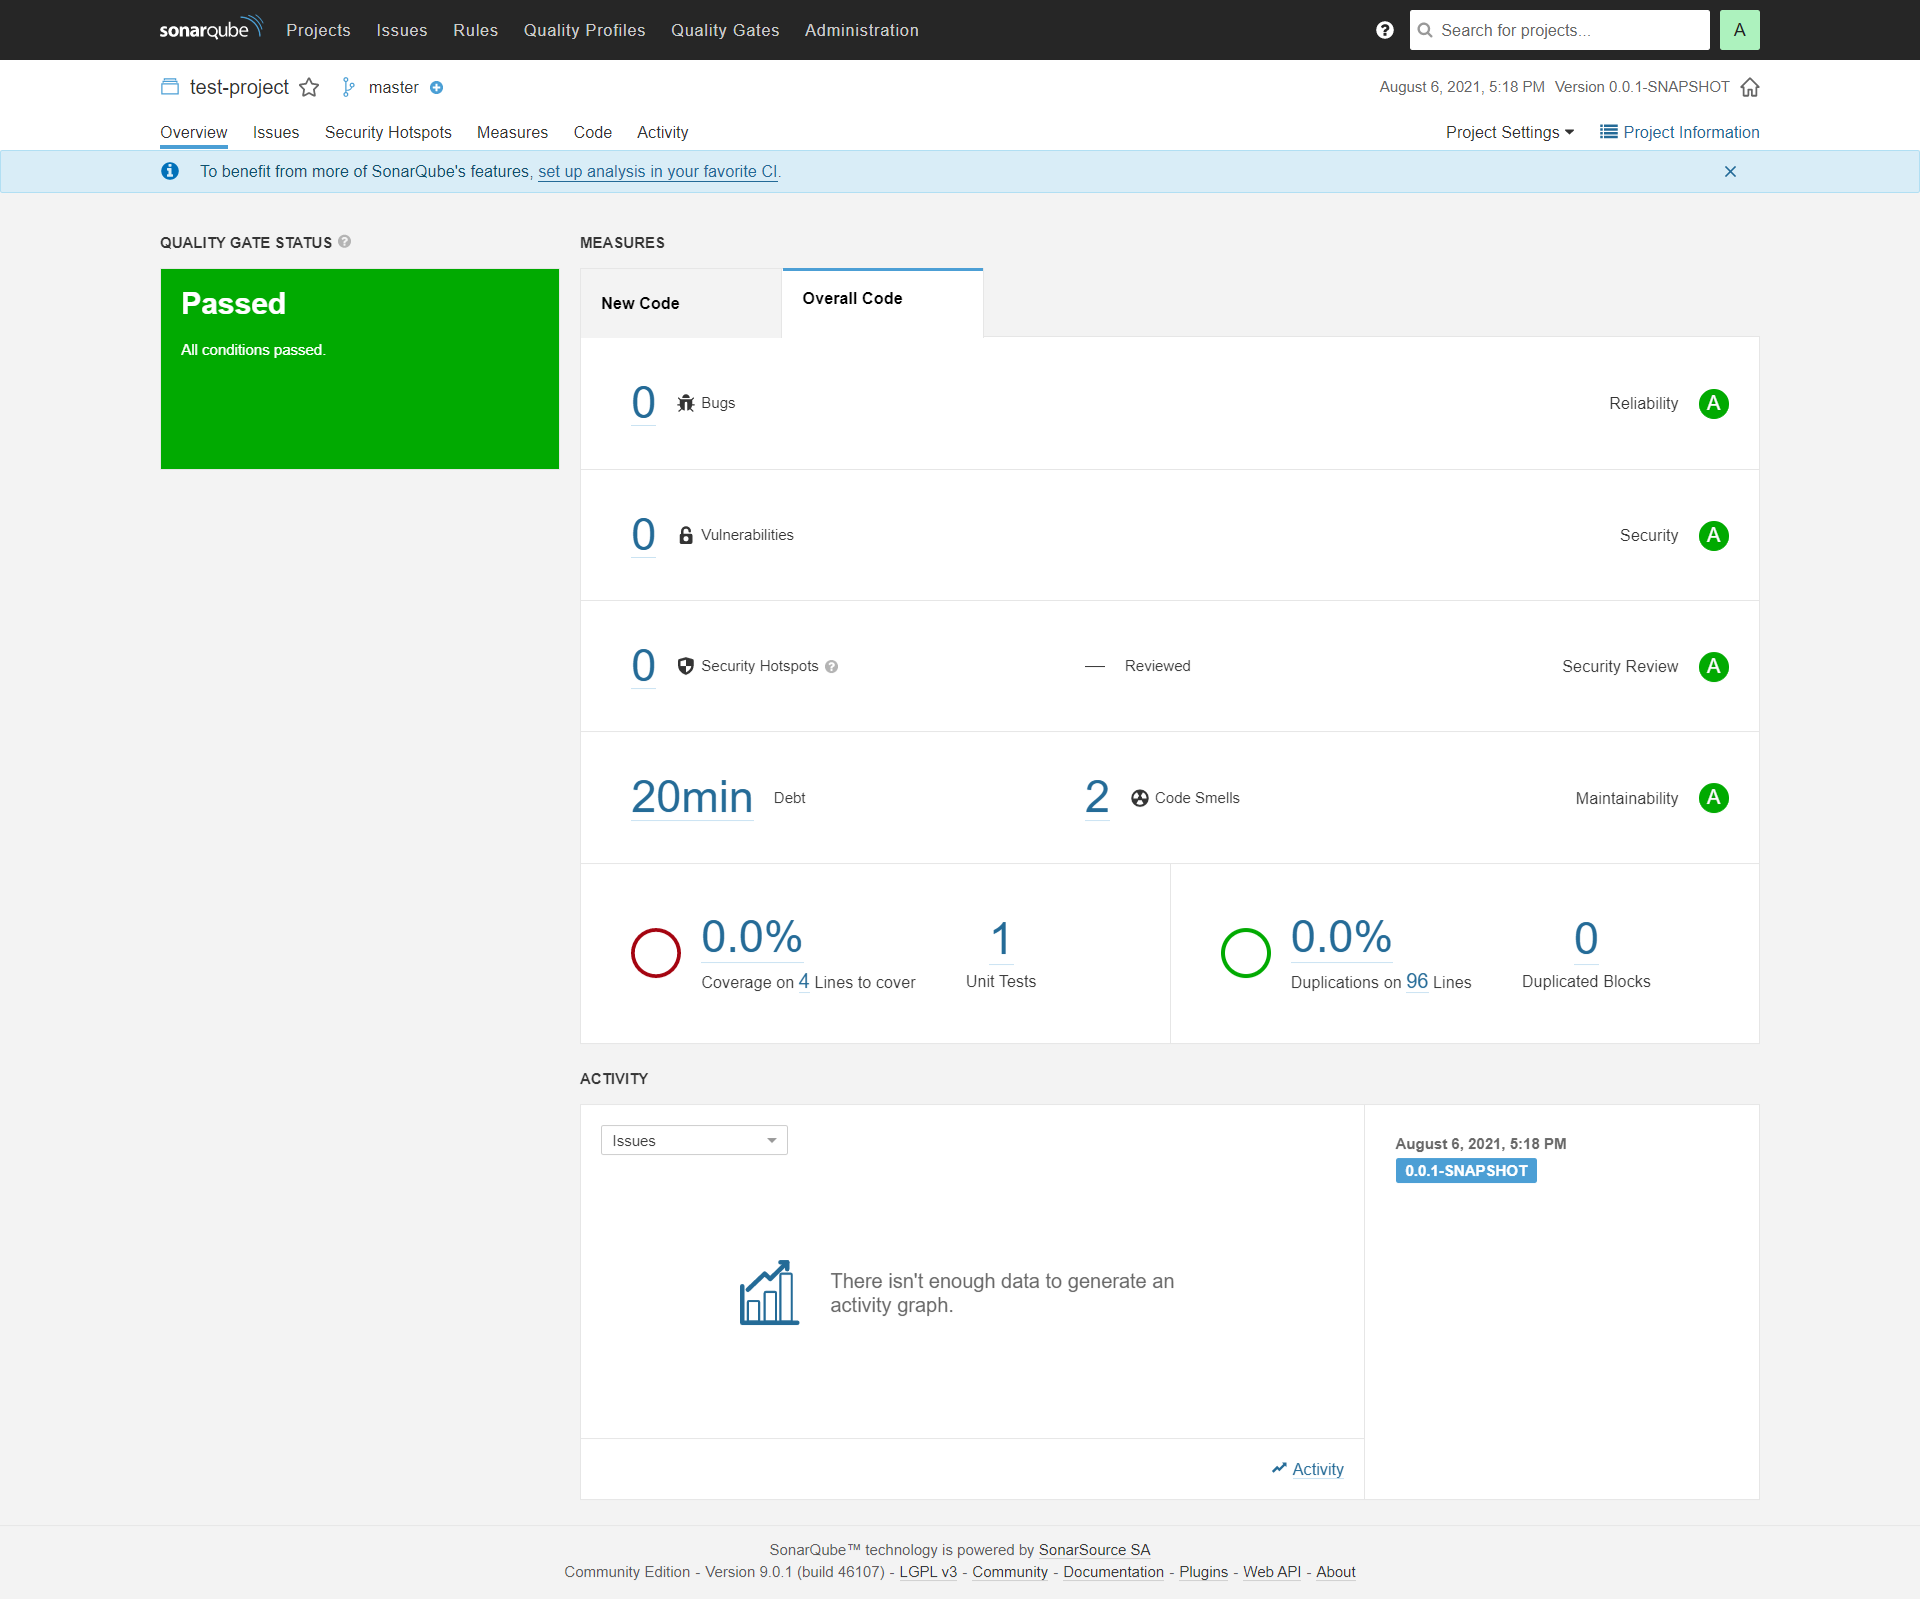 sonarqube Projects Issues Rules Quality Profiles Quality Gates Administration ? Search for projects... A
test-project master August 6, 2021, 5:18 PM Version 0.0.1-SNAPSHOT
Overview Issues Security Hotspots Measures Code Activity Project Settings Project Information
To benefit from more of SonarQube's features, set up analysis in your favorite CI.
QUALITY GATE STATUS ?
Passed
All conditions passed.
MEASURES
New Code Overall Code
0 Bugs Reliability A
0 Vulnerabilities Security A
0 Security Hotspots ? — Reviewed Security Review A
20min Debt 2 Code Smells Maintainability A
0.0% 1 0.0% 0
Coverage on 4 Lines to cover Unit Tests Duplications on 96 Lines Duplicated Blocks
ACTIVITY
Issues
August 6, 2021, 5:18 PM
0.0.1-SNAPSHOT
There isn't enough data to generate an
activity graph.
Activity
SonarQube™ technology is powered by SonarSource SA
Community Edition - Version 9.0.1 (build 46107) - LGPL v3 - Community - Documentation - Plugins - Web API - About